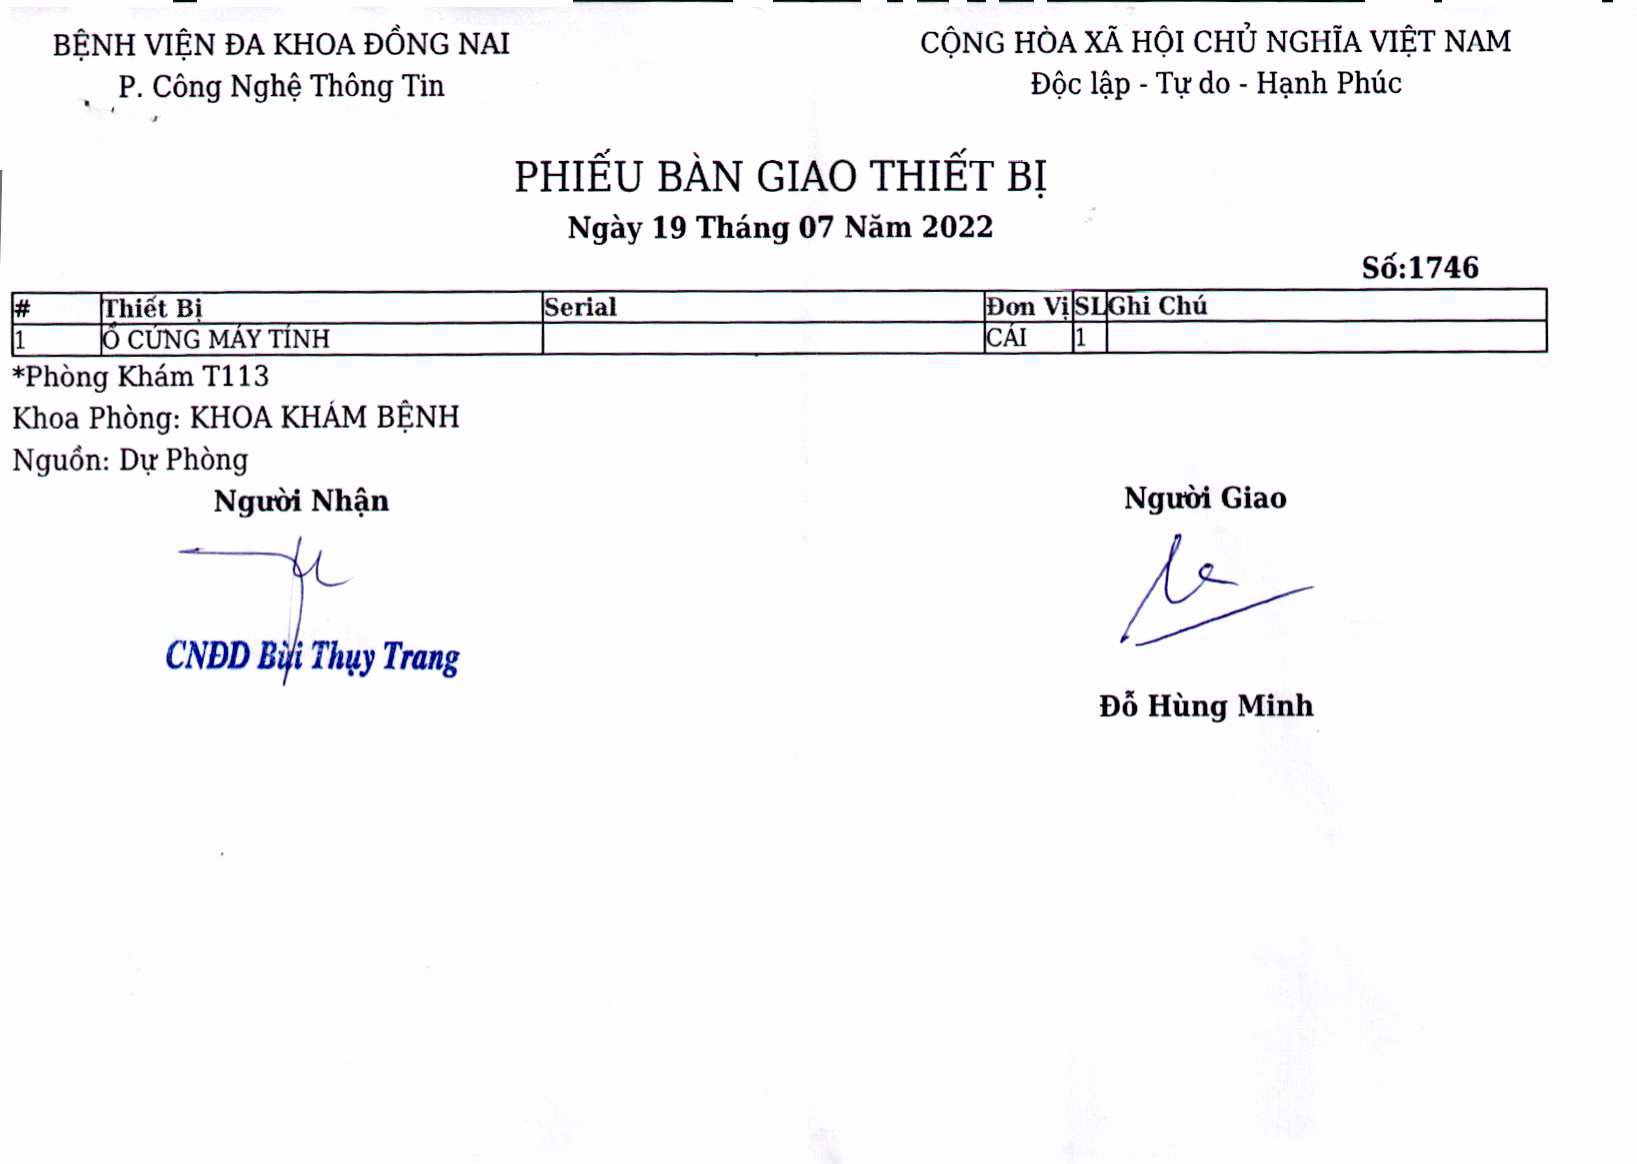 BỆNH VIỆN ĐA KHOA ĐỒNG NAI
P. Công Nghệ Thông Tin
CỘNG HÒA XÃ HỘI CHỦ NGHĨA VIỆT NAM
Độc lập - Tự do - Hạnh Phúc
PHIẾU BÀN GIAO THIẾT BỊ
Ngày 19 Tháng 07 Năm 2022
Số:1746
# Thiết Bị Serial Đơn Vị SL Ghi Chú
1 Ổ CỨNG MÁY TÍNH CÁI 1
*Phòng Khám T113
Khoa Phòng: KHOA KHÁM BỆNH
Nguồn: Dự Phòng
Người Nhận
Người Giao
CNĐD Bùi Thụy Trang
Đỗ Hùng Minh